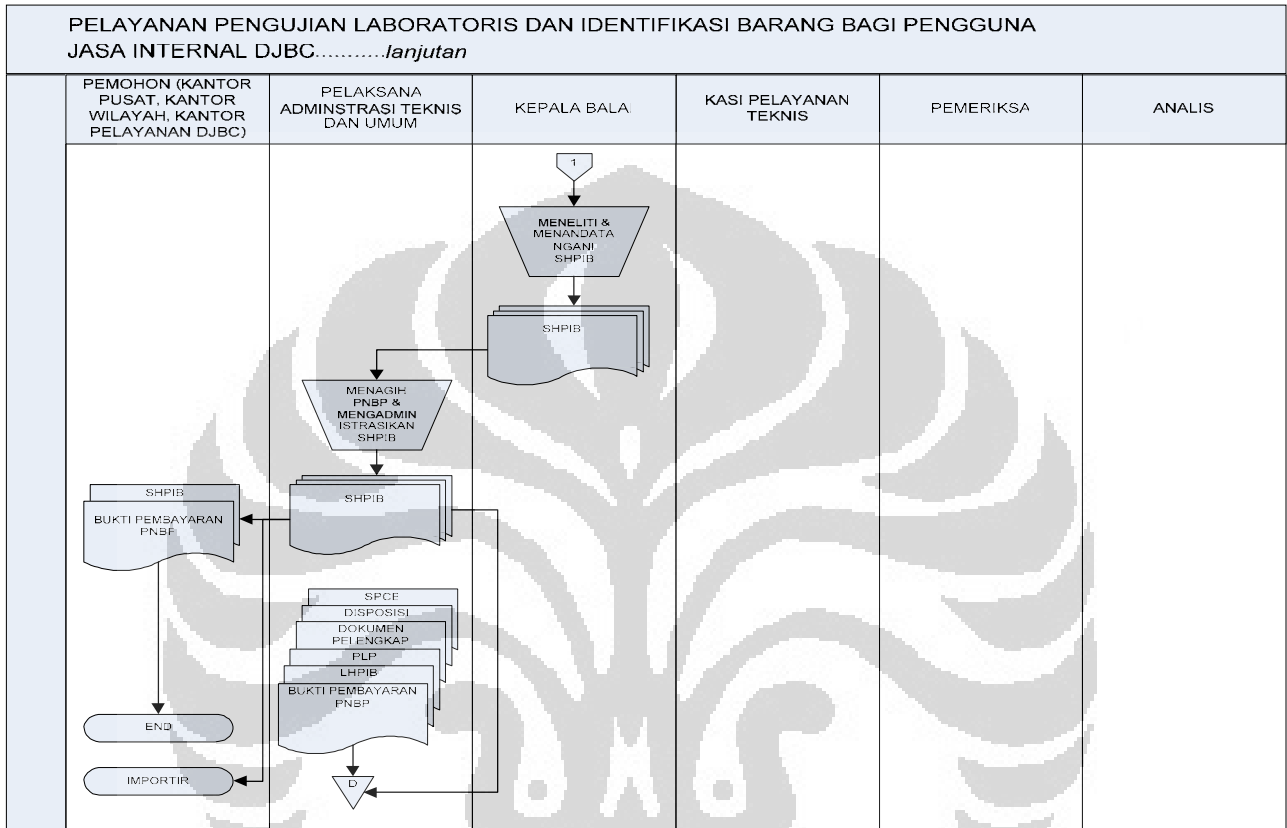 PELAYANAN PENGUJIAN LABORATORIS DAN IDENTIFIKASI BARANG BAGI PENGGUNA
JASA INTERNAL DJBC...........lanjutan
PEMOHON (KANTOR
PUSAT, KANTOR
WILAYAH, KANTOR
PELAYANAN DJBC)
PELAKSANA
ADMINSTRASI TEKNIS
DAN UMUM
KEPALA BALAI
KASI PELAYANAN
TEKNIS
PEMERIKSA
ANALIS
1
MENELITI &
MENANDATA
NGANI
SHPIB
SHPIB
MENAGIH
PNBP &
MENGADMIN
ISTRASIKAN
SHPIB
SHPIB
SHPIB
BUKTI PEMBAYARAN
PNBP
SPCE
DISPOSISI
DOKUMEN
PELENGKAP
PLP
LHPIB
BUKTI PEMBAYARAN
PNBP
END
IMPORTIR
D